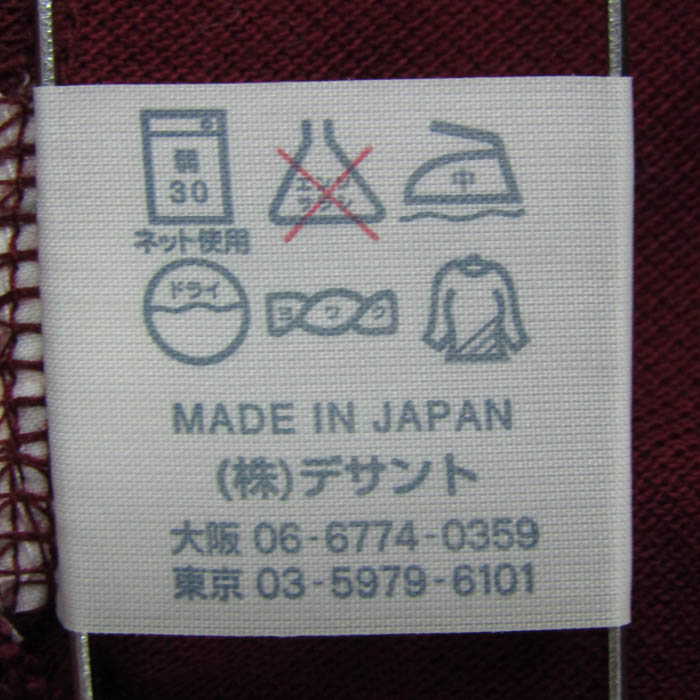 弱
30
ネット使用
エンソ
サラシ
中
ドライ
ヨワク
MADE IN JAPAN
(株)デサント
大阪 06-6774-0359
東京 03-5979-6101